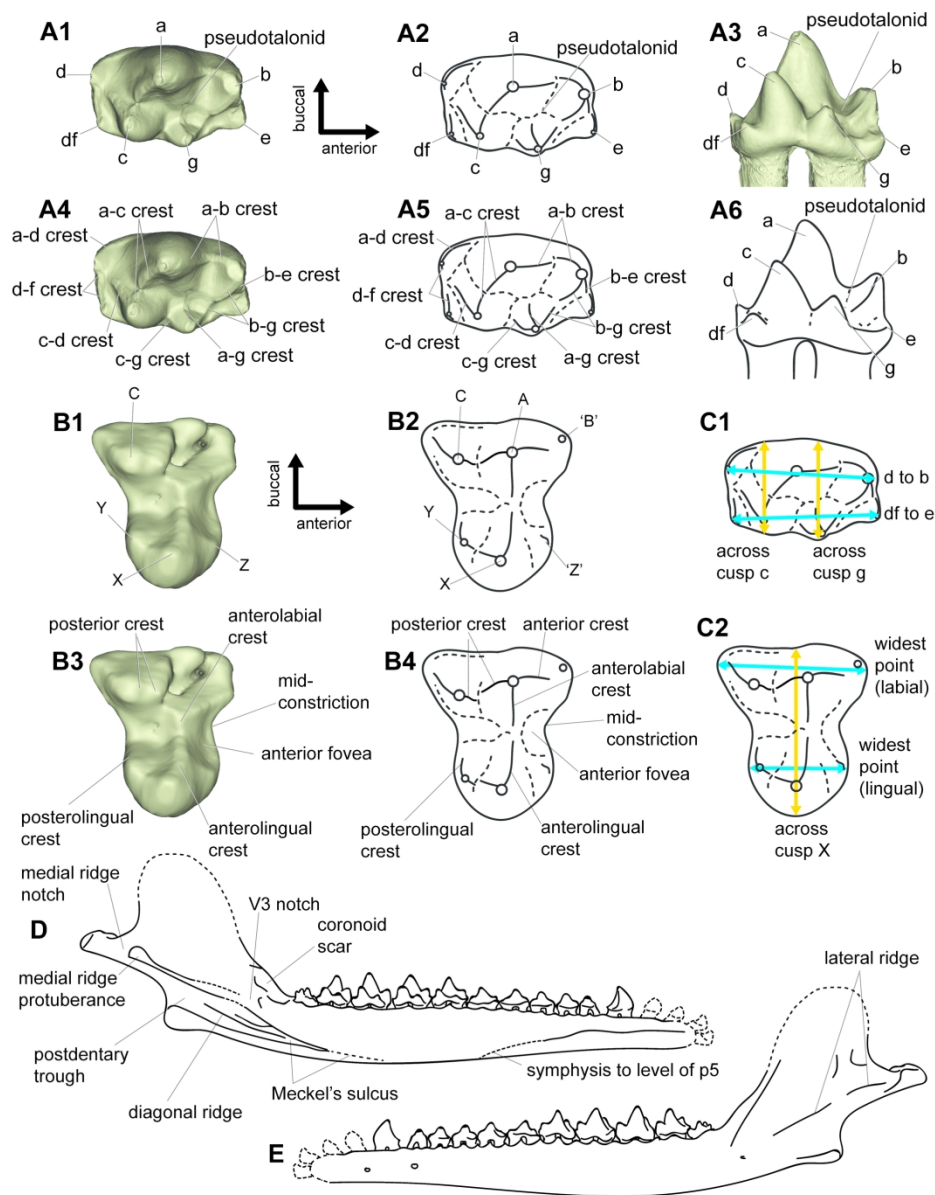 A1
a
pseudotalonid
d
b
df
c
g
e
buccal
anterior
A2
a
pseudotalonid
d
b
df
c
g
e
A3
a
pseudotalonid
c
b
d
df
e
g
A4
a-c crest
a-b crest
a-d crest
b-e crest
d-f crest
b-g crest
c-d crest
c-g crest
a-g crest
A5
a-c crest
a-b crest
a-d crest
b-e crest
d-f crest
b-g crest
c-d crest
c-g crest
a-g crest
A6
pseudotalonid
a
c
b
d
df
e
g
B1
C
Y
X
Z
buccal
anterior
B2
C
A
'B'
Y
X
'Z'
C1
d to b
df to e
across
cusp c
across
cusp g
B3
posterior crest
anterolabial
crest
mid-
constriction
anterior fovea
posterolingual
crest
anterolingual
crest
B4
posterior crest
anterior crest
anterolabial
crest
mid-
constriction
anterior fovea
posterolingual
crest
anterolingual
crest
C2
widest
point
(labial)
widest
point
(lingual)
across
cusp X
D
medial ridge
notch
V3 notch
coronoid
scar
medial ridge
protuberance
postdentary
trough
diagonal ridge
Meckel's sulcus
symphysis to level of p5
E
lateral ridge